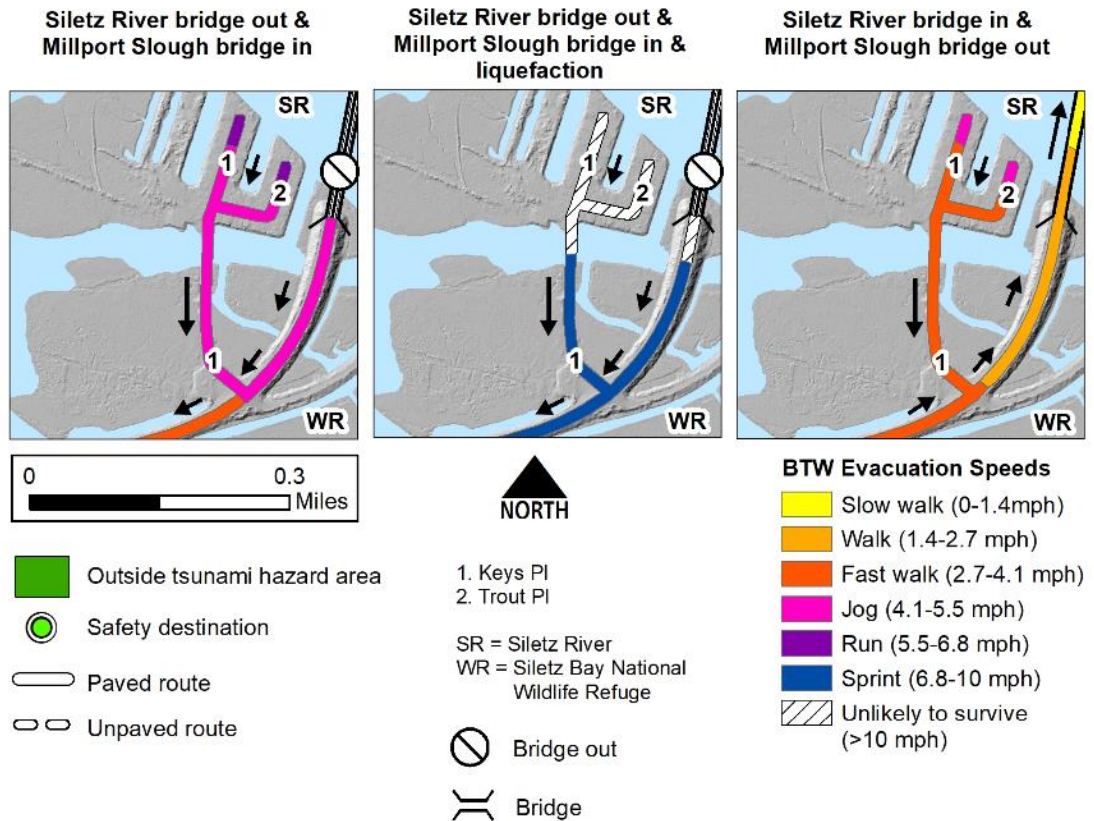 Siletz River bridge out &
Millport Slough bridge in
Siletz River bridge out &
Millport Slough bridge in &
liquefaction
Siletz River bridge in &
Millport Slough bridge out
SR
1
2
1
WR
SR
1
2
1
WR
SR
1
2
1
WR
0 0.3
Miles
NORTH
Outside tsunami hazard area
Safety destination
Paved route
Unpaved route
1. Keys Pl
2. Trout Pl
SR = Siletz River
WR = Siletz Bay National
Wildlife Refuge
Bridge out
Bridge
BTW Evacuation Speeds
Slow walk (0-1.4mph)
Walk (1.4-2.7 mph)
Fast walk (2.7-4.1 mph)
Jog (4.1-5.5 mph)
Run (5.5-6.8 mph)
Sprint (6.8-10 mph)
Unlikely to survive
(>10 mph)